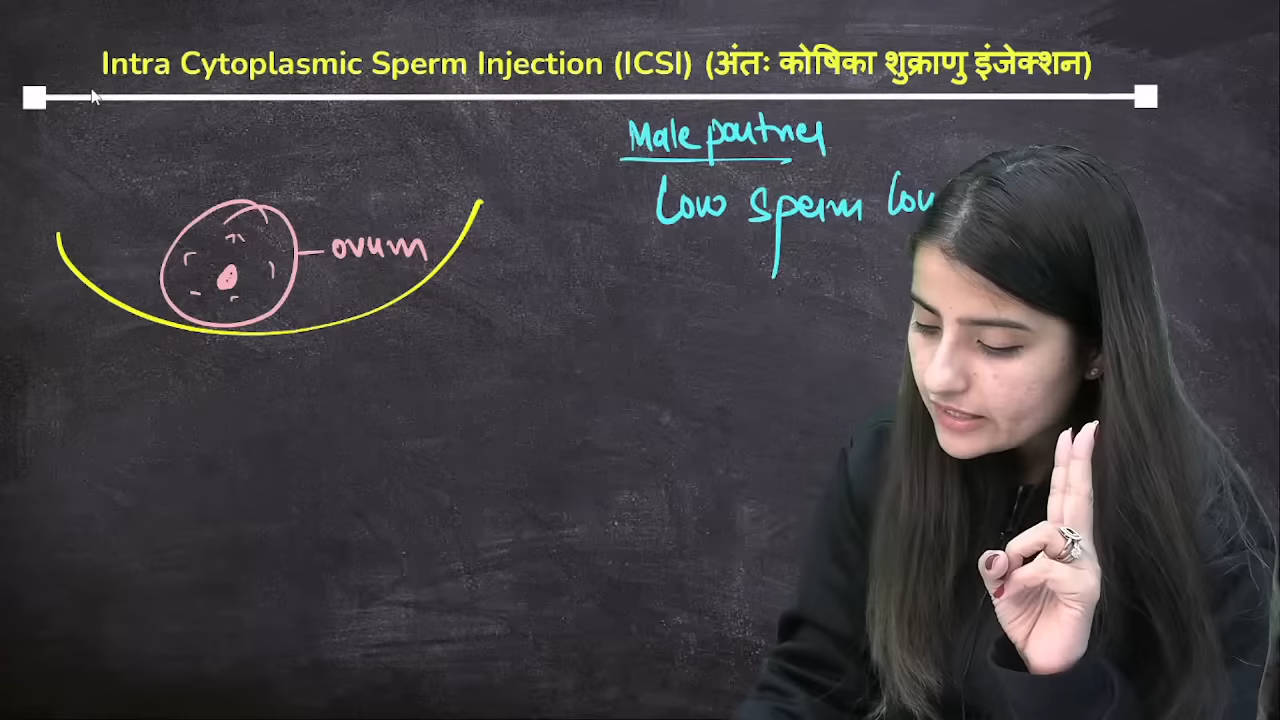 Intra Cytoplasmic Sperm Injection (ICSI) (अंतः कोषिका शुक्राणु इंजेक्शन)
Male partner
Low sperm
ovum